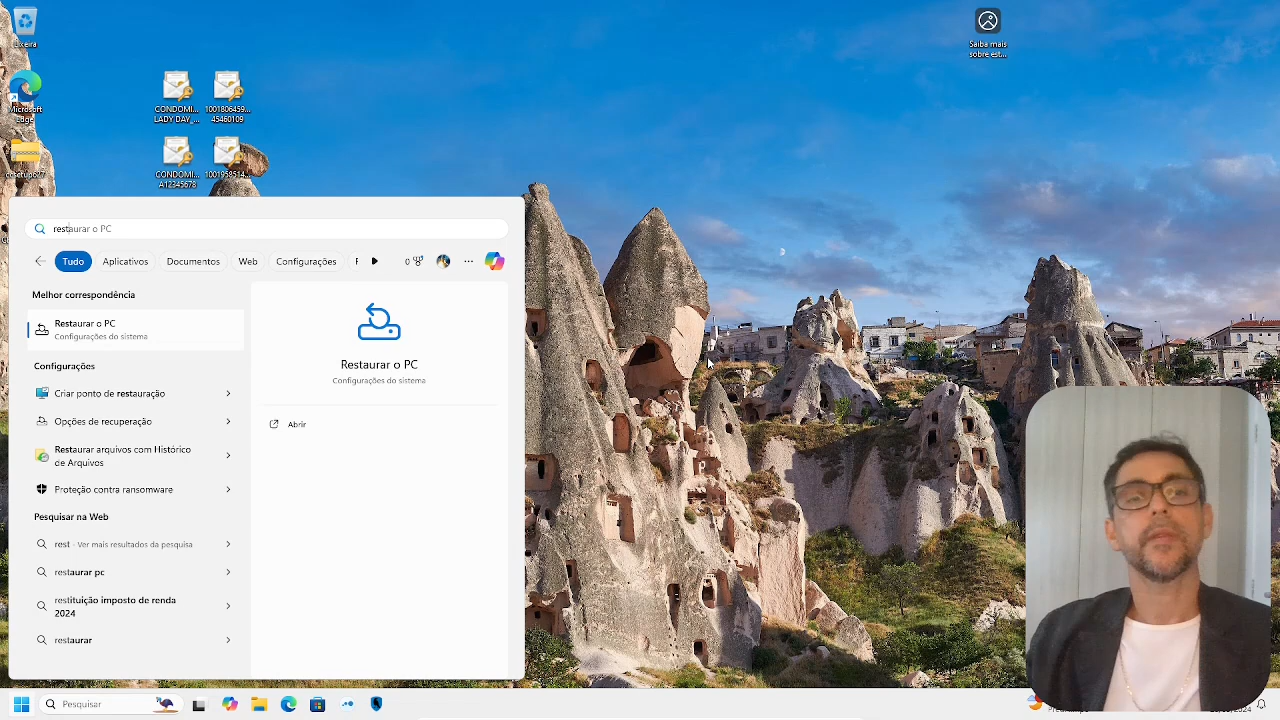 Lixeira
Saiba mais
sobre est...
Microsoft
Edge
CONDOMI...
LADY DAY_...
1001806459...
45460109
CONDOMI...
A12345678
1001958514...
restaurar o PC
Tudo
Aplicativos
Documentos
Web
Configurações
0
Melhor correspondência
Restaurar o PC
Configurações do sistema
Configurações
Criar ponto de restauração
Opções de recuperação
Restaurar arquivos com Histórico
de Arquivos
Proteção contra ransomware
Pesquisar na Web
rest - Ver mais resultados da pesquisa
restaurar pc
restituição imposto de renda
2024
restaurar
Restaurar o PC
Configurações do sistema
Abrir
Pesquisar